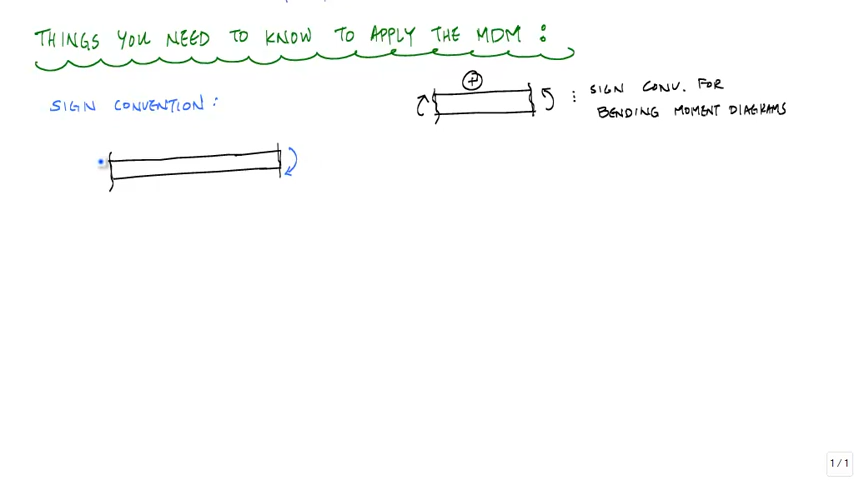 THINGS YOU NEED TO KNOW TO APPLY THE MDM :
SIGN CONVENTION :
+
: SIGN CONV. FOR
BENDING MOMENT DIAGRAMS
1 / 1